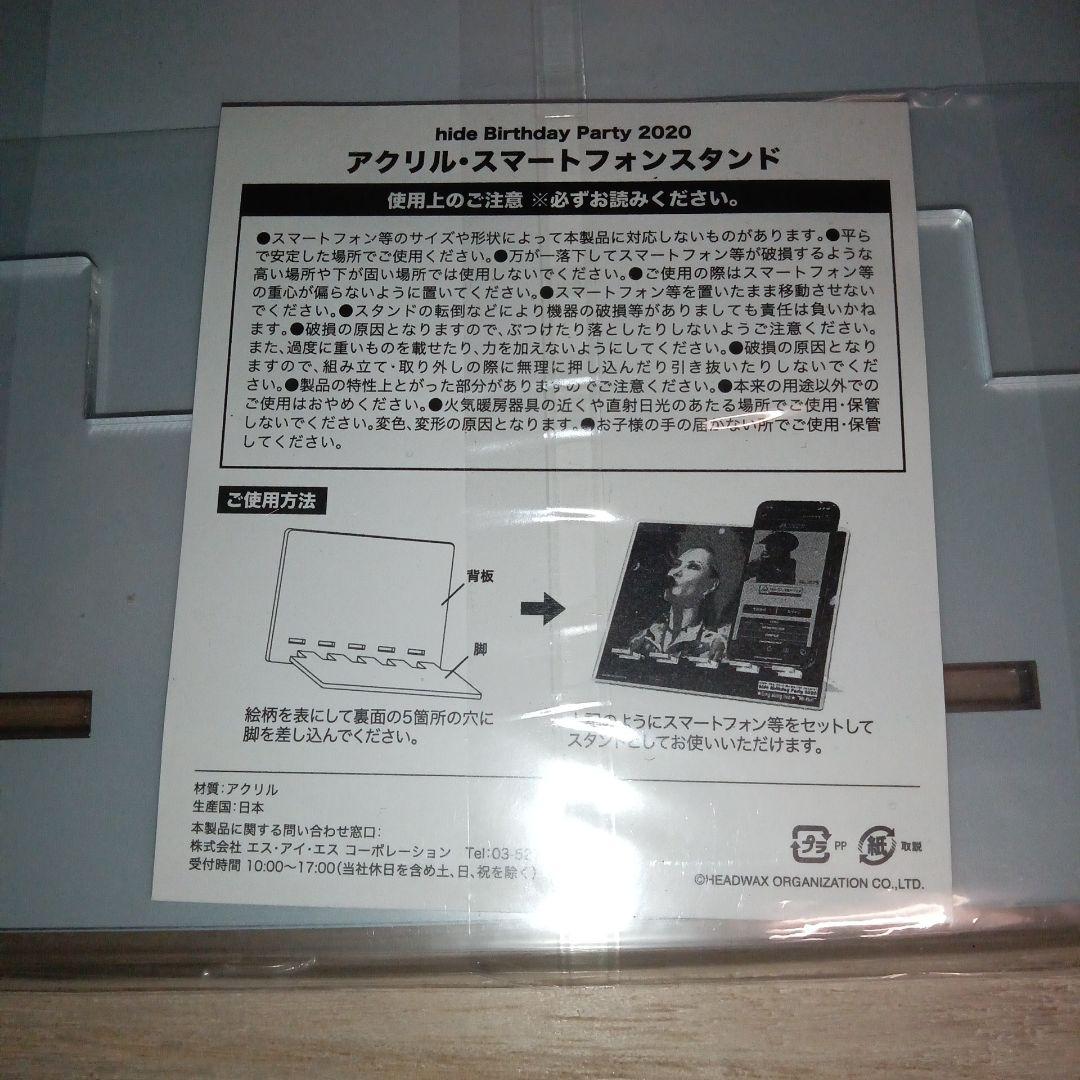 hide Birthday Party 2020
アクリル・スマートフォンスタンド
使用上のご注意 ※必ずお読みください。
●スマートフォン等のサイズや形状によって本製品に対応しないものがあります。●平ら
で安定した場所でご使用ください。●万が一落下してスマートフォン等が破損するような
高い場所や下が固い場所では使用しないでください。●ご使用の際はスマートフォン等
の重心が偏らないように置いてください。●スマートフォン等を置いたまま移動させない
でください。●スタンドの転倒などにより機器の破損等がありましても責任は負いかね
ます。●破損の原因となりますので、ぶつけたり落としたりしないようご注意ください。
また、過度に重いものを載せたり、力を加えないようにしてください。●破損の原因となり
ますので、組み立て・取り外しの際に無理に押し込んだり引き抜いたりしないでくだ
さい。●製品の特性上とがった部分がありますのでご注意ください。●本来の用途以外での
ご使用はおやめください。●火気暖房器具の近くや直射日光のあたる場所でご使用・保管
しないでください。変色、変形の原因となります。●お子様の手の届かない所でご使用・保管
してください。
ご使用方法
背板
脚
絵柄を表にして裏面の5箇所の穴に
脚を差し込んでください。
上記のようにスマートフォン等をセットして
スタンドとしてお使いいただけます。
材質：アクリル
生産国：日本
本製品に関する問い合わせ窓口：
株式会社 エス・アイ・エス コーポレーション Tel：03-52
受付時間 10:00〜17:00（当社休日を含め土、日、祝を除く）
プラ PP 紙 取説
©HEADWAX ORGANIZATION CO.,LTD.